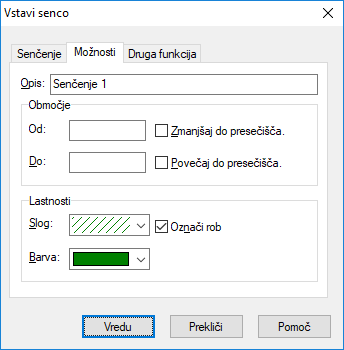 Vstavi senco
Senčenje Možnosti Druga funkcija
Opis: Senčenje 1
Območje
Od: Zmanjšaj do presečišča.
Do: Povečaj do presečišča.
Lastnosti
Slog: Označi rob
Barva:
Vredu Prekliči Pomoč